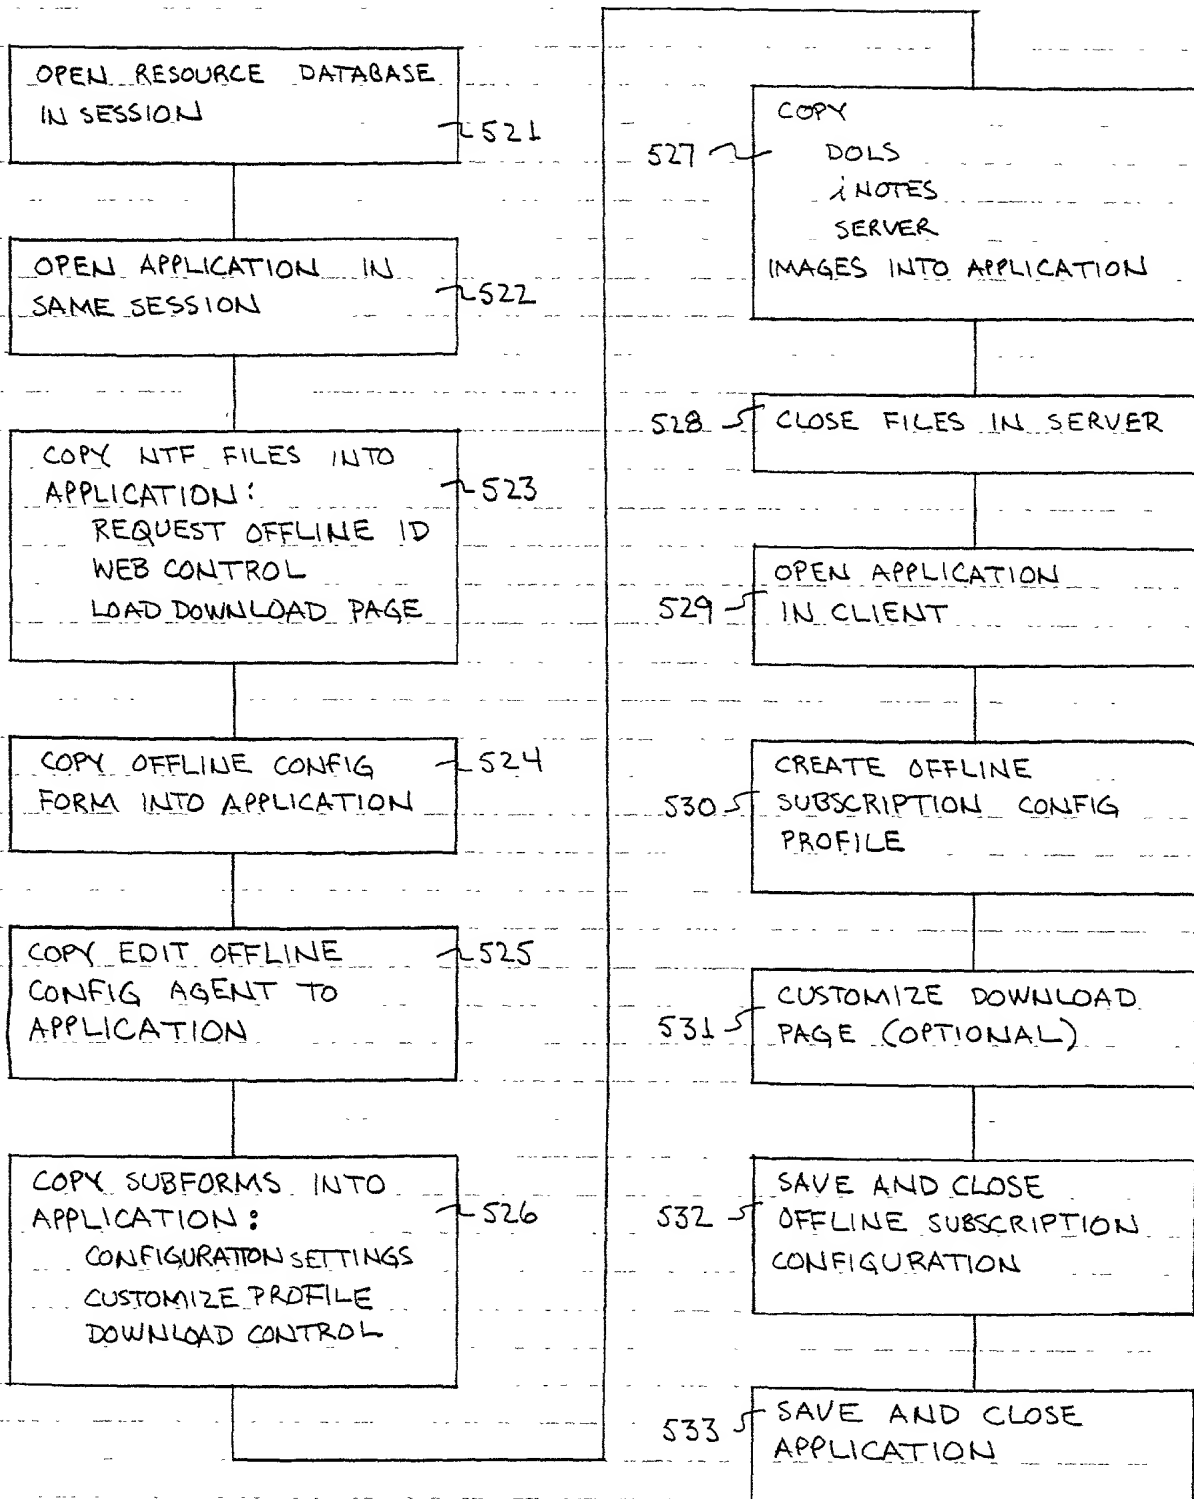 OPEN RESOURCE DATABASE
IN SESSION
521
OPEN APPLICATION IN
SAME SESSION
522
COPY NTF FILES INTO
APPLICATION:
523
REQUEST OFFLINE ID
WEB CONTROL
LOAD DOWNLOAD PAGE
COPY OFFLINE CONFIG
524
FORM INTO APPLICATION
COPY EDIT OFFLINE
525
CONFIG AGENT TO
APPLICATION
COPY SUBFORMS INTO
APPLICATION:
526
CONFIGURATION SETTINGS
CUSTOMIZE PROFILE
DOWNLOAD CONTROL
COPY
527
DOLS
iNOTES
SERVER
IMAGES INTO APPLICATION
528
CLOSE FILES IN SERVER
OPEN APPLICATION
529
IN CLIENT
CREATE OFFLINE
530
SUBSCRIPTION CONFIG
PROFILE
CUSTOMIZE DOWNLOAD
531
PAGE (OPTIONAL)
SAVE AND CLOSE
532
OFFLINE SUBSCRIPTION
CONFIGURATION
533
SAVE AND CLOSE
APPLICATION